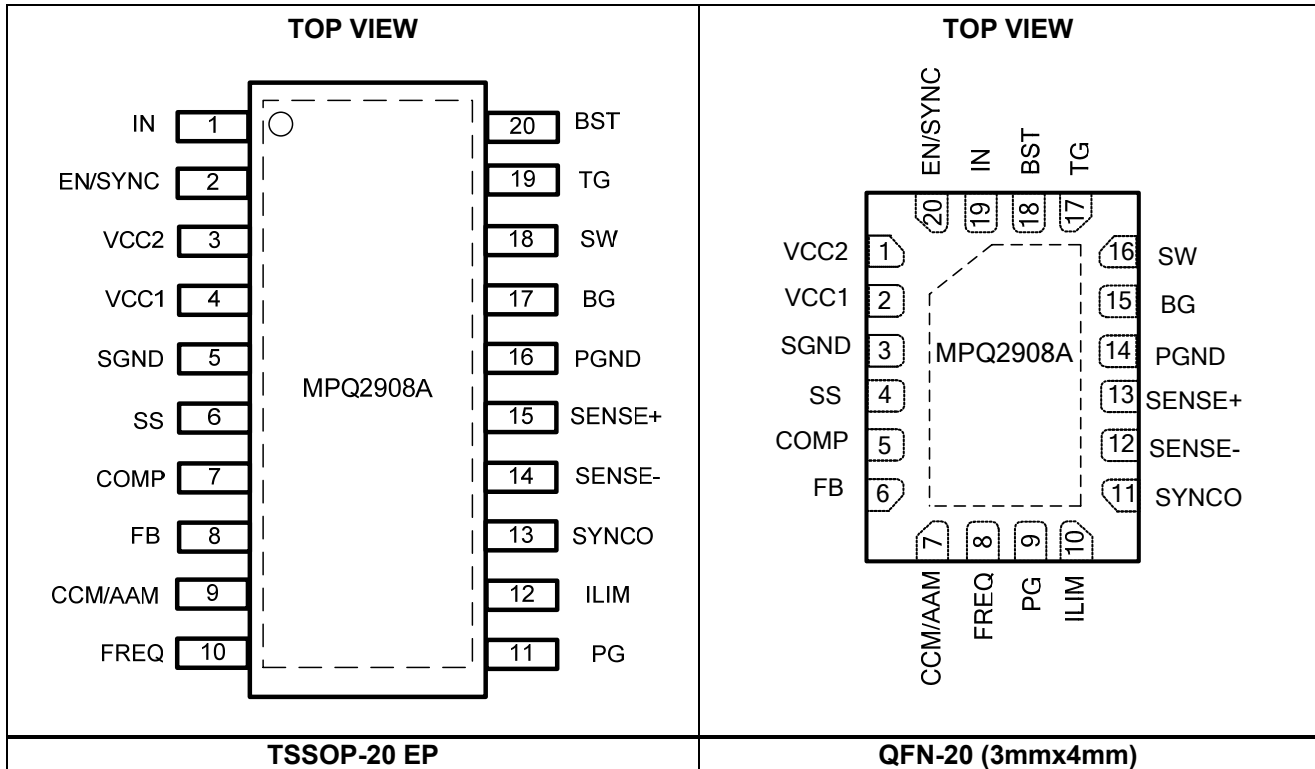 TOP VIEW
IN 1
EN/SYNC 2
VCC2 3
VCC1 4
SGND 5
SS 6
COMP 7
FB 8
CCM/AAM 9
FREQ 10
MPQ2908A
20 BST
19 TG
18 SW
17 BG
16 PGND
15 SENSE+
14 SENSE-
13 SYNCO
12 ILIM
11 PG
TSSOP-20 EP
TOP VIEW
EN/SYNC IN BST TG
20 19 18 17
VCC2 1
VCC1 2
SGND 3
SS 4
COMP 5
FB 6
MPQ2908A
16 SW
15 BG
14 PGND
13 SENSE+
12 SENSE-
11 SYNCO
7 8 9 10
CCM/AAM FREQ PG ILIM
QFN-20 (3mmx4mm)